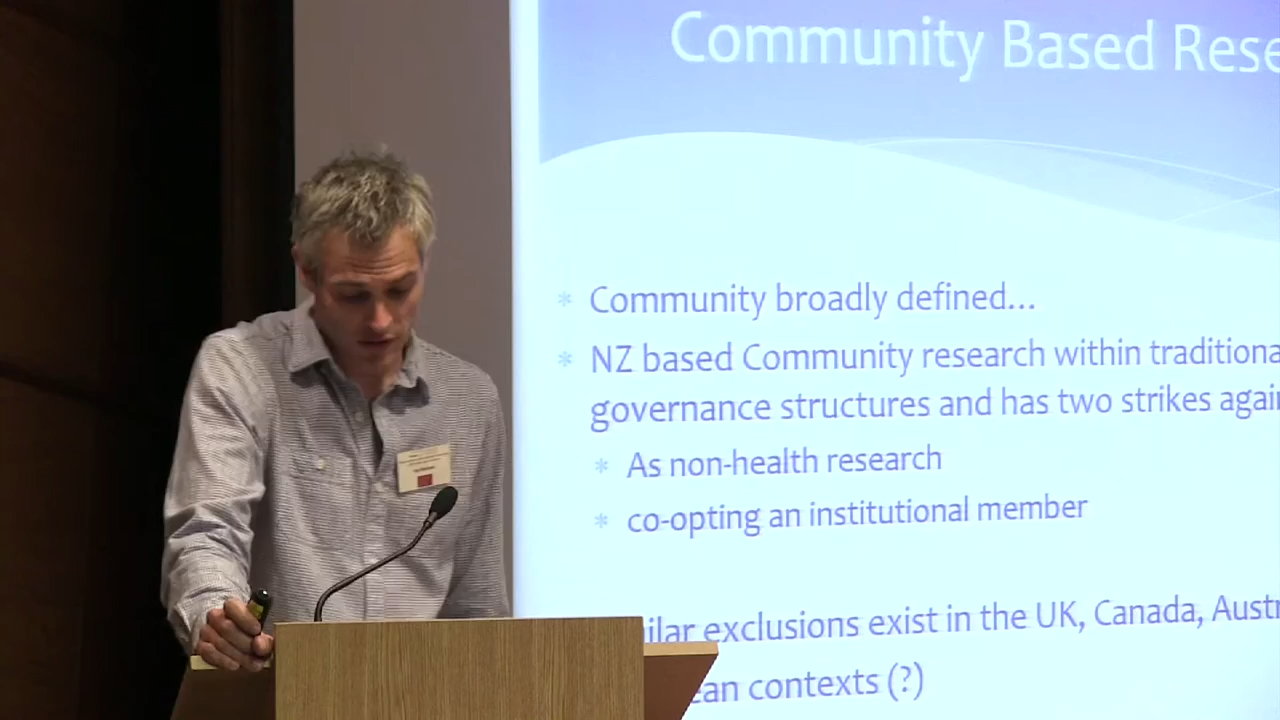 Community Based Rese
* Community broadly defined...
* NZ based Community research within traditiona
governance structures and has two strikes agai
* As non-health research
* co-opting an institutional member
ilar exclusions exist in the UK, Canada, Austr
ean contexts (?)